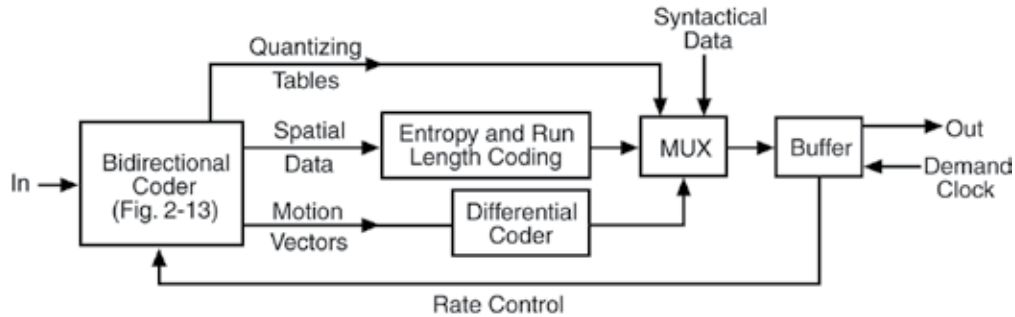 Syntactical
Data
Quantizing
Tables
In
Bidirectional
Coder
(Fig. 2-13)
Spatial
Data
Entropy and Run
Length Coding
MUX
Buffer
Out
Demand
Clock
Motion
Vectors
Differential
Coder
Rate Control